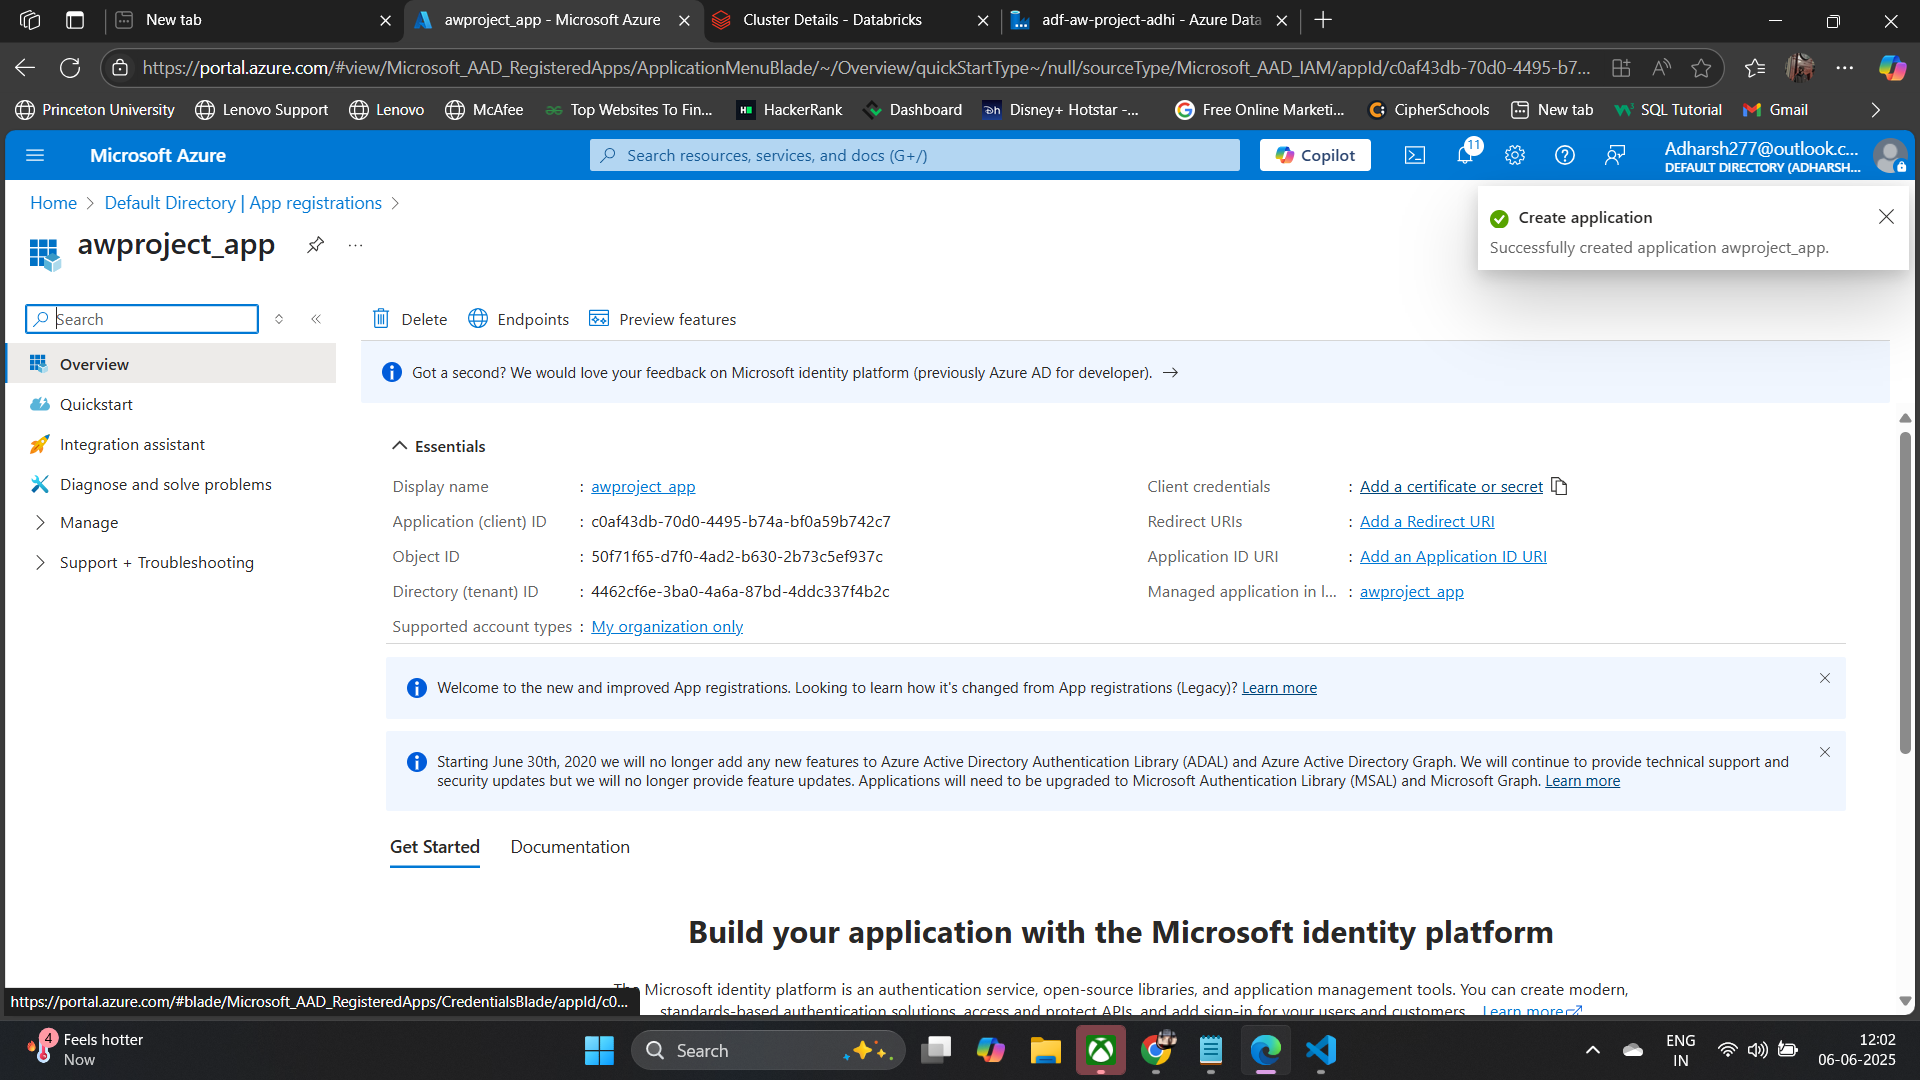 New tab
awproject_app - Microsoft Azure
Cluster Details - Databricks
adf-aw-project-adhi - Azure Data
https://portal.azure.com/#view/Microsoft_AAD_RegisteredApps/ApplicationMenuBlade/~/Overview/quickStartType~/null/sourceType/Microsoft_AAD_IAM/appId/c0af43db-70d0-4495-b7...
Princeton University
Lenovo Support
Lenovo
McAfee
Top Websites To Fin...
HackerRank
Dashboard
Disney+ Hotstar -...
Free Online Marketi...
CipherSchools
New tab
SQL Tutorial
Gmail
Microsoft Azure
Search resources, services, and docs (G+/)
Copilot
11
Adharsh277@outlook.c...
DEFAULT DIRECTORY (ADHARSH...
Home > Default Directory | App registrations >
awproject_app
...
Create application
Successfully created application awproject_app.
Search
Delete
Endpoints
Preview features
Overview
Quickstart
Integration assistant
Diagnose and solve problems
Manage
Support + Troubleshooting
Got a second? We would love your feedback on Microsoft identity platform (previously Azure AD for developer). →
Essentials
Display name : awproject_app
Application (client) ID : c0af43db-70d0-4495-b74a-bf0a59b742c7
Object ID : 50f71f65-d7f0-4ad2-b630-2b73c5ef937c
Directory (tenant) ID : 4462cf6e-3ba0-4a6a-87bd-4ddc337f4b2c
Supported account types : My organization only
Client credentials : Add a certificate or secret
Redirect URIs : Add a Redirect URI
Application ID URI : Add an Application ID URI
Managed application in l... : awproject_app
Welcome to the new and improved App registrations. Looking to learn how it's changed from App registrations (Legacy)? Learn more
Starting June 30th, 2020 we will no longer add any new features to Azure Active Directory Authentication Library (ADAL) and Azure Active Directory Graph. We will continue to provide technical support and
security updates but we will no longer provide feature updates. Applications will need to be upgraded to Microsoft Authentication Library (MSAL) and Microsoft Graph. Learn more
Get Started
Documentation
Build your application with the Microsoft identity platform
The Microsoft identity platform is an authentication service, open-source libraries, and application management tools. You can create modern,
standards-based authentication solutions, access and protect APIs, and add sign-in for your users and customers. Learn more
https://portal.azure.com/#blade/Microsoft_AAD_RegisteredApps/CredentialsBlade/appId/c0...
4
Feels hotter
Now
Search
ENG
IN
12:02
06-06-2025